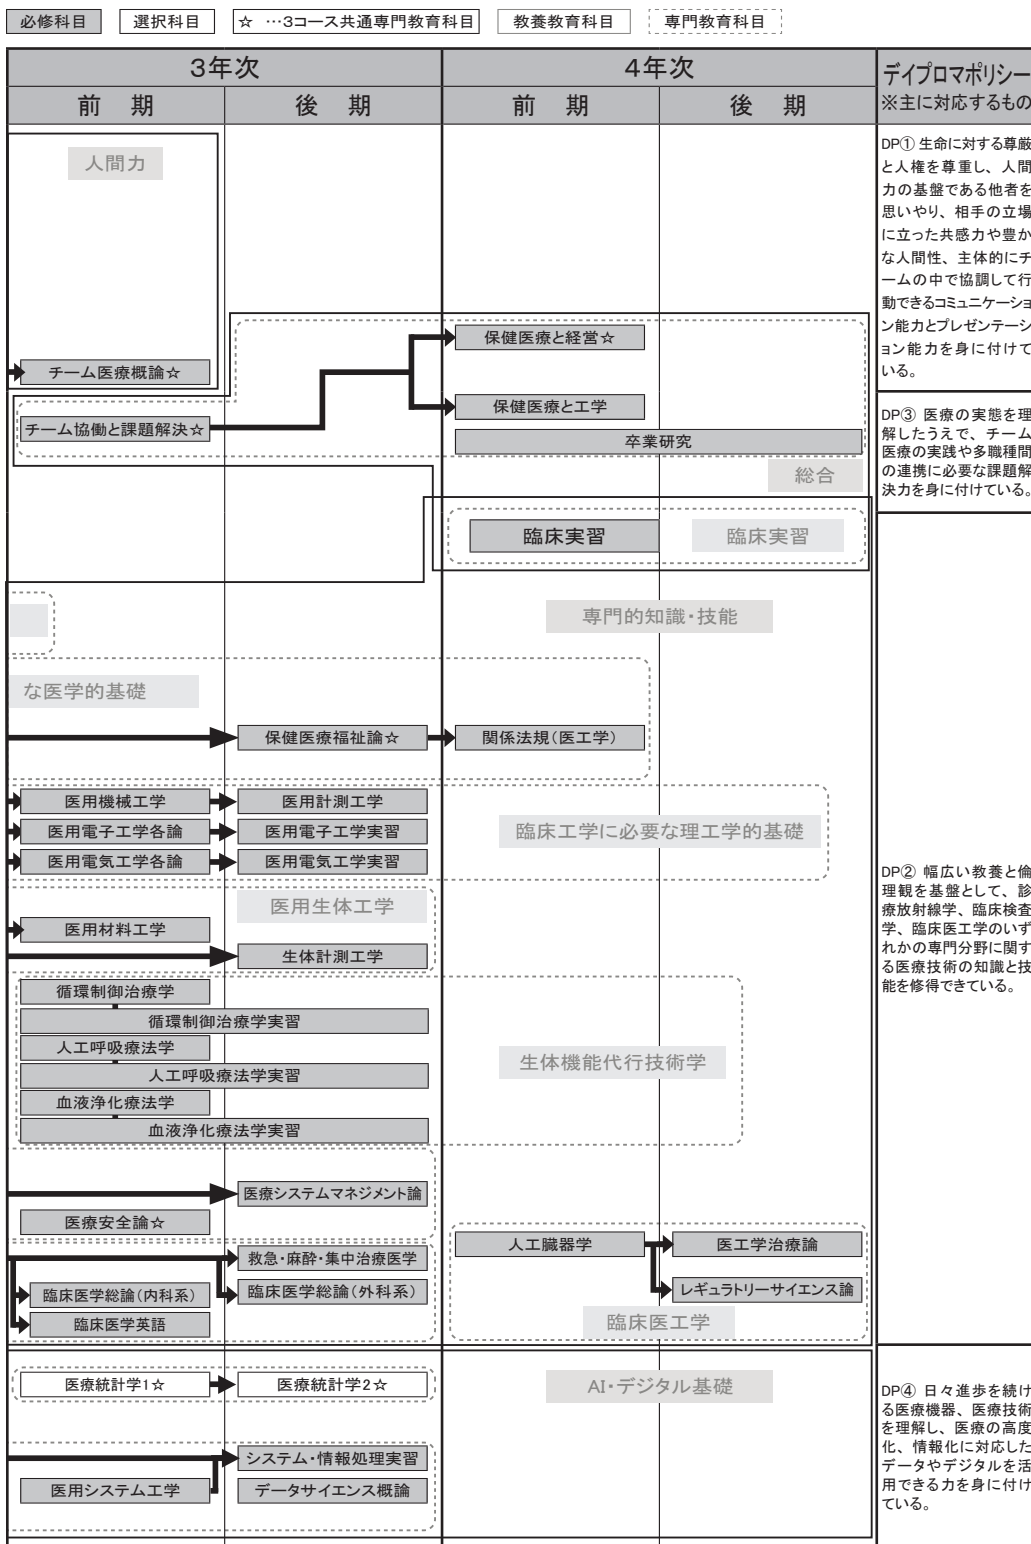 必修科目 選択科目 ☆ …3コース共通専門教育科目 教養教育科目 専門教育科目
3年次 4年次 デイプロマポリシー
前 期 後 期 前 期 後 期 ※主に対応するもの
人間力
DP① 生命に対する尊厳
と人権を尊重し、人間
力の基盤である他者を
思いやり、相手の立場
に立った共感力や豊か
な人間性、主体的にチ
ームの中で協調して行
動できるコミュニケーショ
ン能力とプレゼンテーシ
ョン能力を身に付けて
いる。
保健医療と経営☆
チーム医療概論☆
保健医療と工学
チーム協働と課題解決☆
卒業研究
総合
DP③ 医療の実態を理
解したうえで、チーム
医療の実践や多職種間
の連携に必要な課題解
決力を身に付けている。
臨床実習 臨床実習
専門的知識・技能
な医学的基礎
保健医療福祉論☆ 関係法規(医工学)
医用機械工学 医用計測工学
医用電子工学各論 医用電子工学実習 臨床工学に必要な理工学的基礎
医用電気工学各論 医用電気工学実習
医用生体工学
医用材料工学
生体計測工学
DP② 幅広い教養と倫
理観を基盤として、診
療放射線学、臨床検査
学、臨床医工学のいず
れかの専門分野に関す
る医療技術の知識と技
能を修得できている。
循環制御治療学
循環制御治療学実習
人工呼吸療法学
生体機能代行技術学
人工呼吸療法学実習
血液浄化療法学
血液浄化療法学実習
医療システムマネジメント論
医療安全論☆
人工臓器学 医工学治療論
救急・麻酔・集中治療医学
臨床医学総論(内科系) 臨床医学総論(外科系) レギュラトリーサイエンス論
臨床医学英語 臨床医工学
医療統計学1☆ 医療統計学2☆ AI・デジタル基礎
システム・情報処理実習
医用システム工学 データサイエンス概論
DP④ 日々進歩を続け
る医療機器、医療技術
を理解し、医療の高度
化、情報化に対応した
データやデジタルを活
用できる力を身に付け
ている。